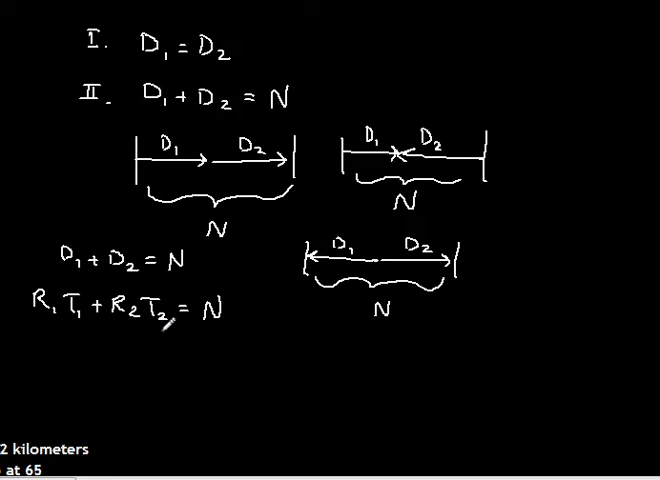 I. D₁ = D₂
II. D₁ + D₂ = N
D₁ D₂
N
D₁ D₂
N
D₁ + D₂ = N
D₁ D₂
N
R₁T₁ + R₂T₂ = N
2 kilometers
at 65